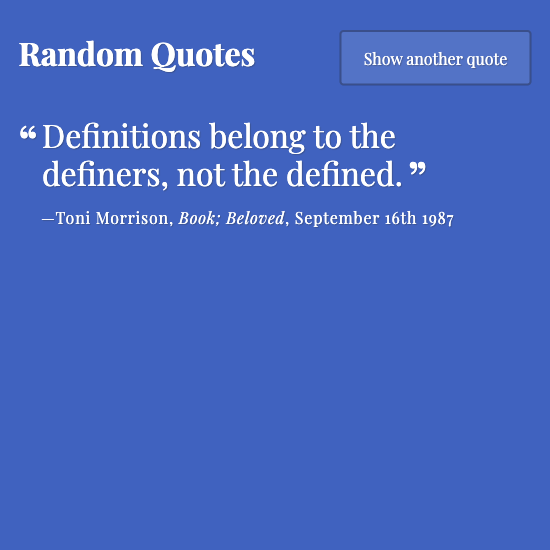 Random Quotes
Show another quote
“ Definitions belong to the
definers, not the defined. ”
—Toni Morrison, Book; Beloved, September 16th 1987